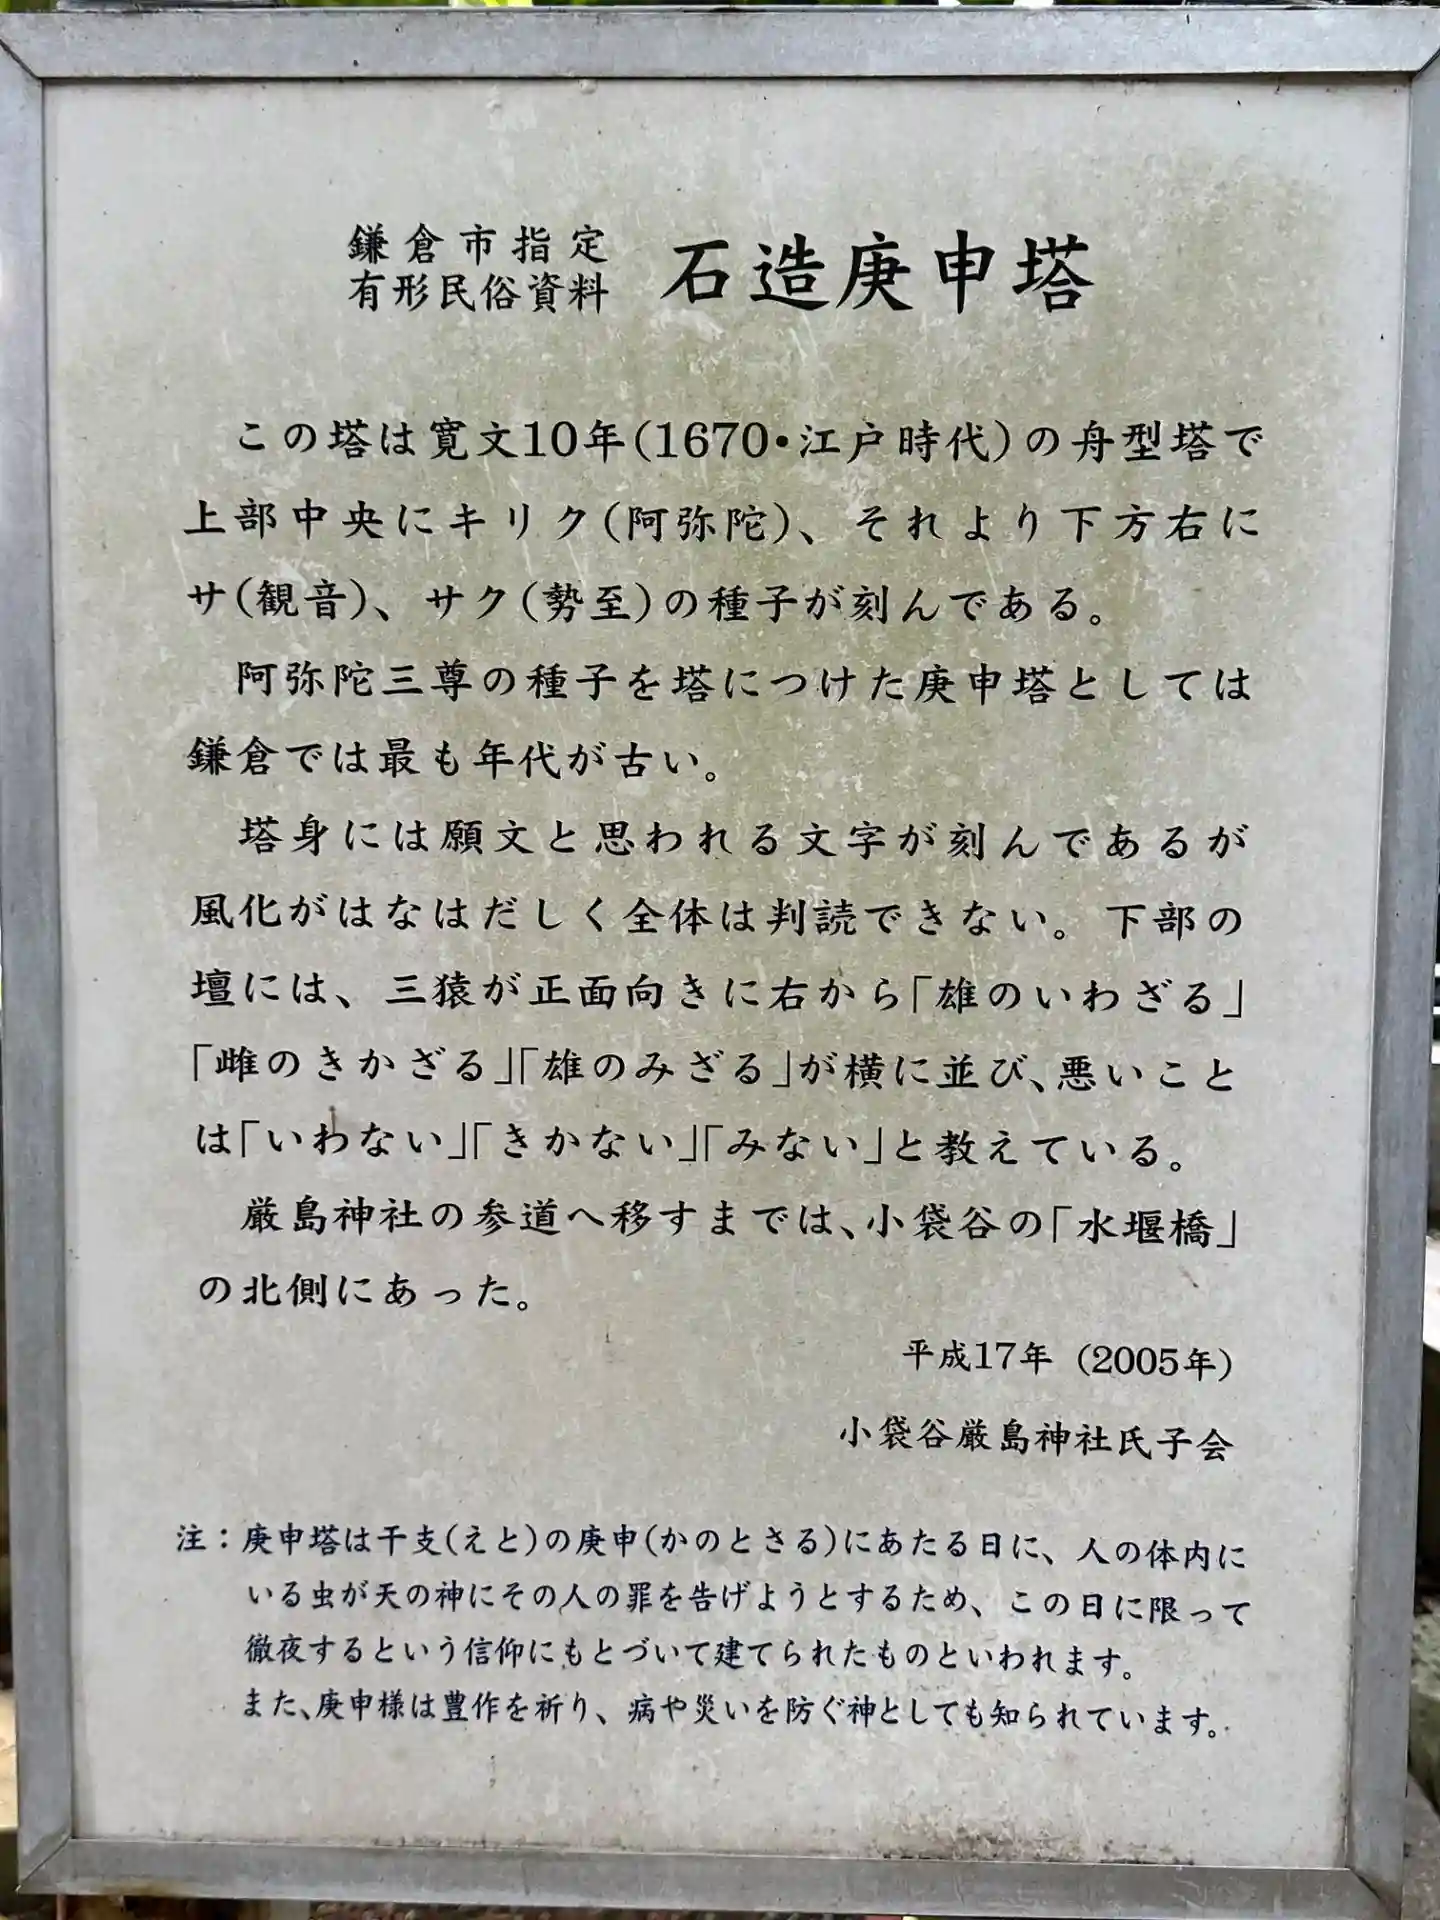 鎌倉市指定
有形民俗資料
石造庚申塔
この塔は寛文10年(1670・江戸時代)の舟型塔で
上部中央にキリク(阿弥陀)、それより下方右に
サ(観音)、サク(勢至)の種子が刻んである。
阿弥陀三尊の種子を塔につけた庚申塔としては
鎌倉では最も年代が古い。
塔身には願文と思われる文字が刻んであるが
風化がはなはだしく全体は判読できない。下部の
壇には、三猿が正面向きに右から「雄のいわざる」
「雌のきかざる」「雄のみざる」が横に並び、悪いこと
は「いわない」「きかない」「みない」と教えている。
厳島神社の参道へ移すまでは、小袋谷の「水堰橋」
の北側にあった。
平成17年(2005年)
小袋谷厳島神社氏子会
注:庚申塔は干支(えと)の庚申(かのとさる)にあたる日に、人の体内に
いる虫が天の神にその人の罪を告げようとするため、この日に限って
徹夜するという信仰にもとづいて建てられたものといわれます。
また、庚申様は豊作を祈り、病や災いを防ぐ神としても知られています。